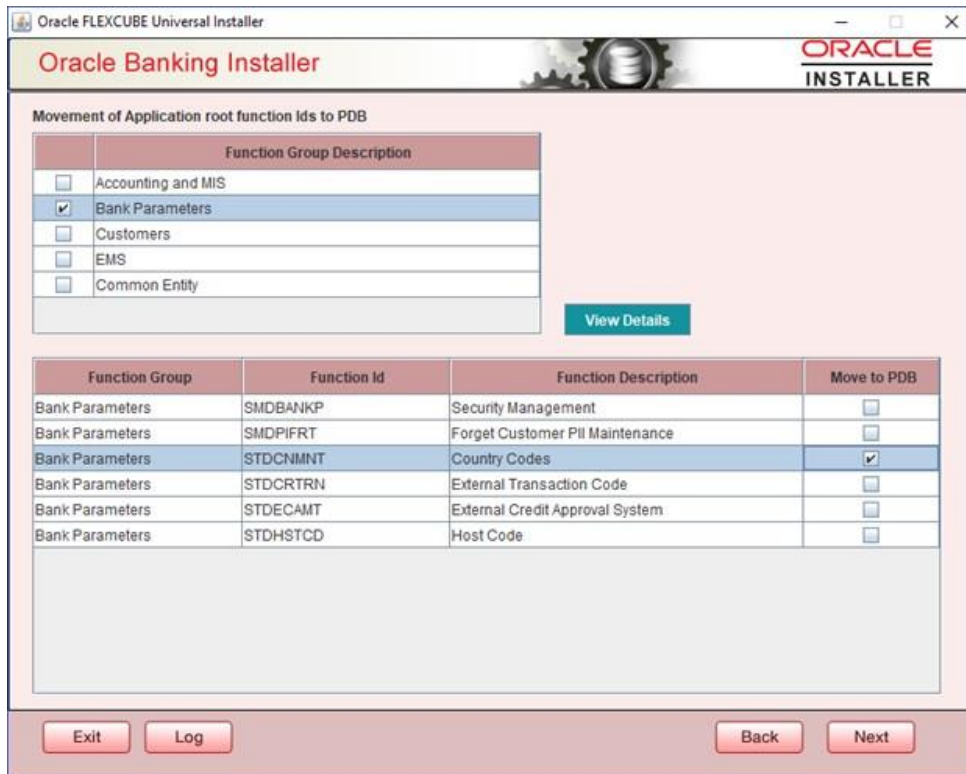 Oracle FLEXCUBE Universal Installer
Oracle Banking Installer
ORACLE
INSTALLER
Movement of Application root function Ids to PDB
Function Group Description
Accounting and MIS
Bank Parameters
Customers
EMS
Common Entity
View Details
Function Group Function Id Function Description Move to PDB
Bank Parameters SMDBANKP Security Management
Bank Parameters SMDPIFRT Forget Customer PII Maintenance
Bank Parameters STDCNMNT Country Codes
Bank Parameters STDCRTRN External Transaction Code
Bank Parameters STDECAMT External Credit Approval System
Bank Parameters STDHSTCD Host Code
Exit Log Back Next